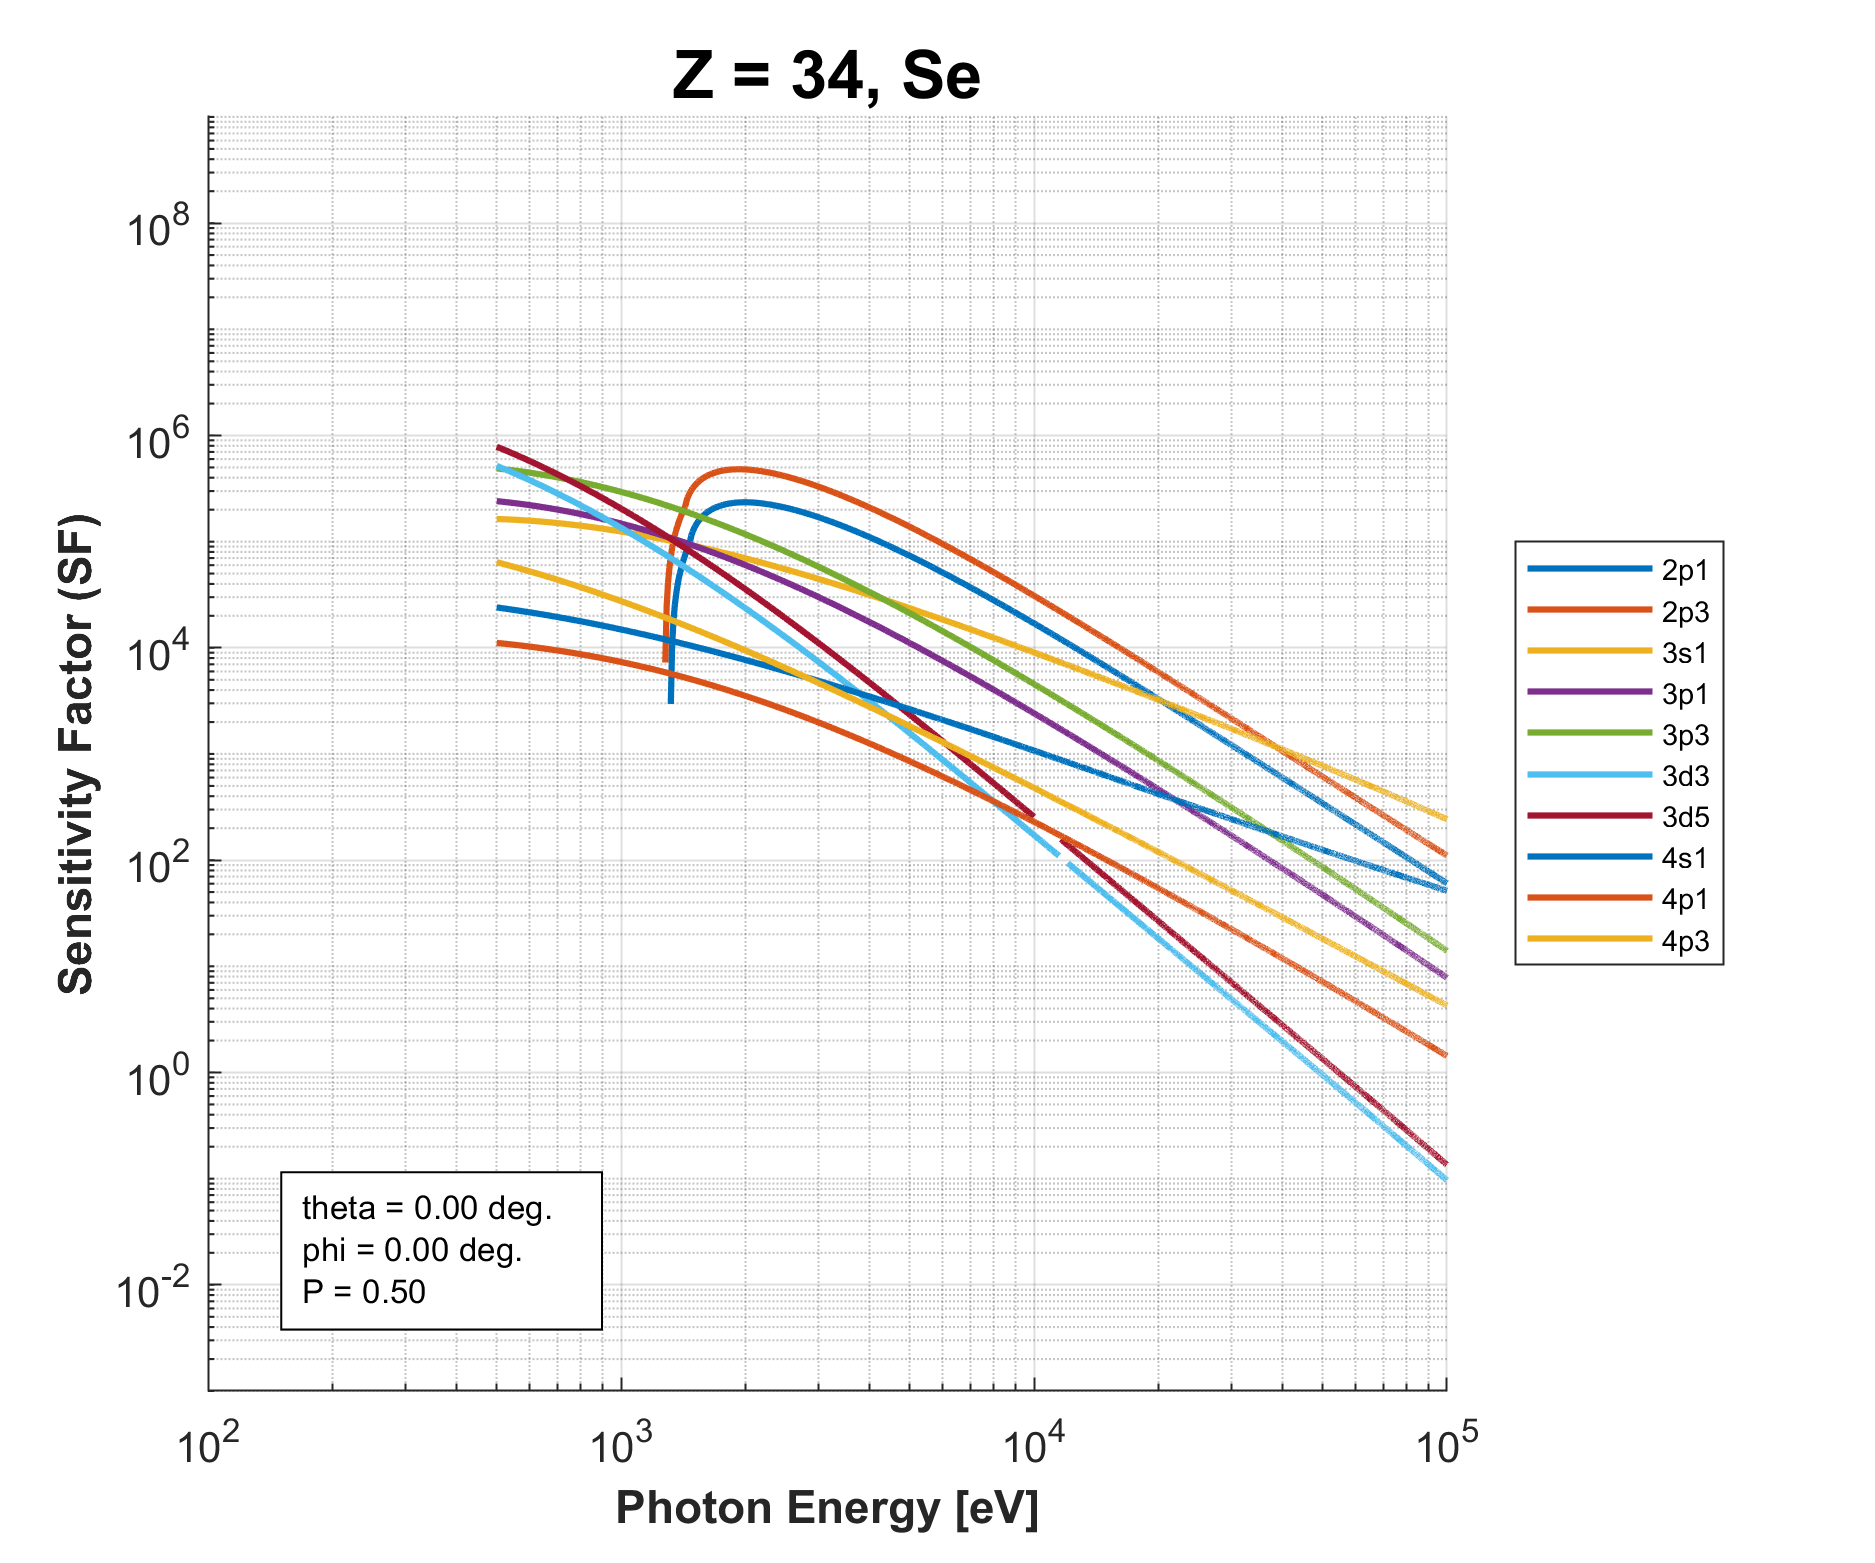 Z = 34, Se
Sensitivity Factor (SF)
10^8
10^6
10^4
10^2
10^0
10^-2
10^2
10^3
10^4
10^5
Photon Energy [eV]
theta = 0.00 deg.
phi = 0.00 deg.
P = 0.50
2p1
2p3
3s1
3p1
3p3
3d3
3d5
4s1
4p1
4p3